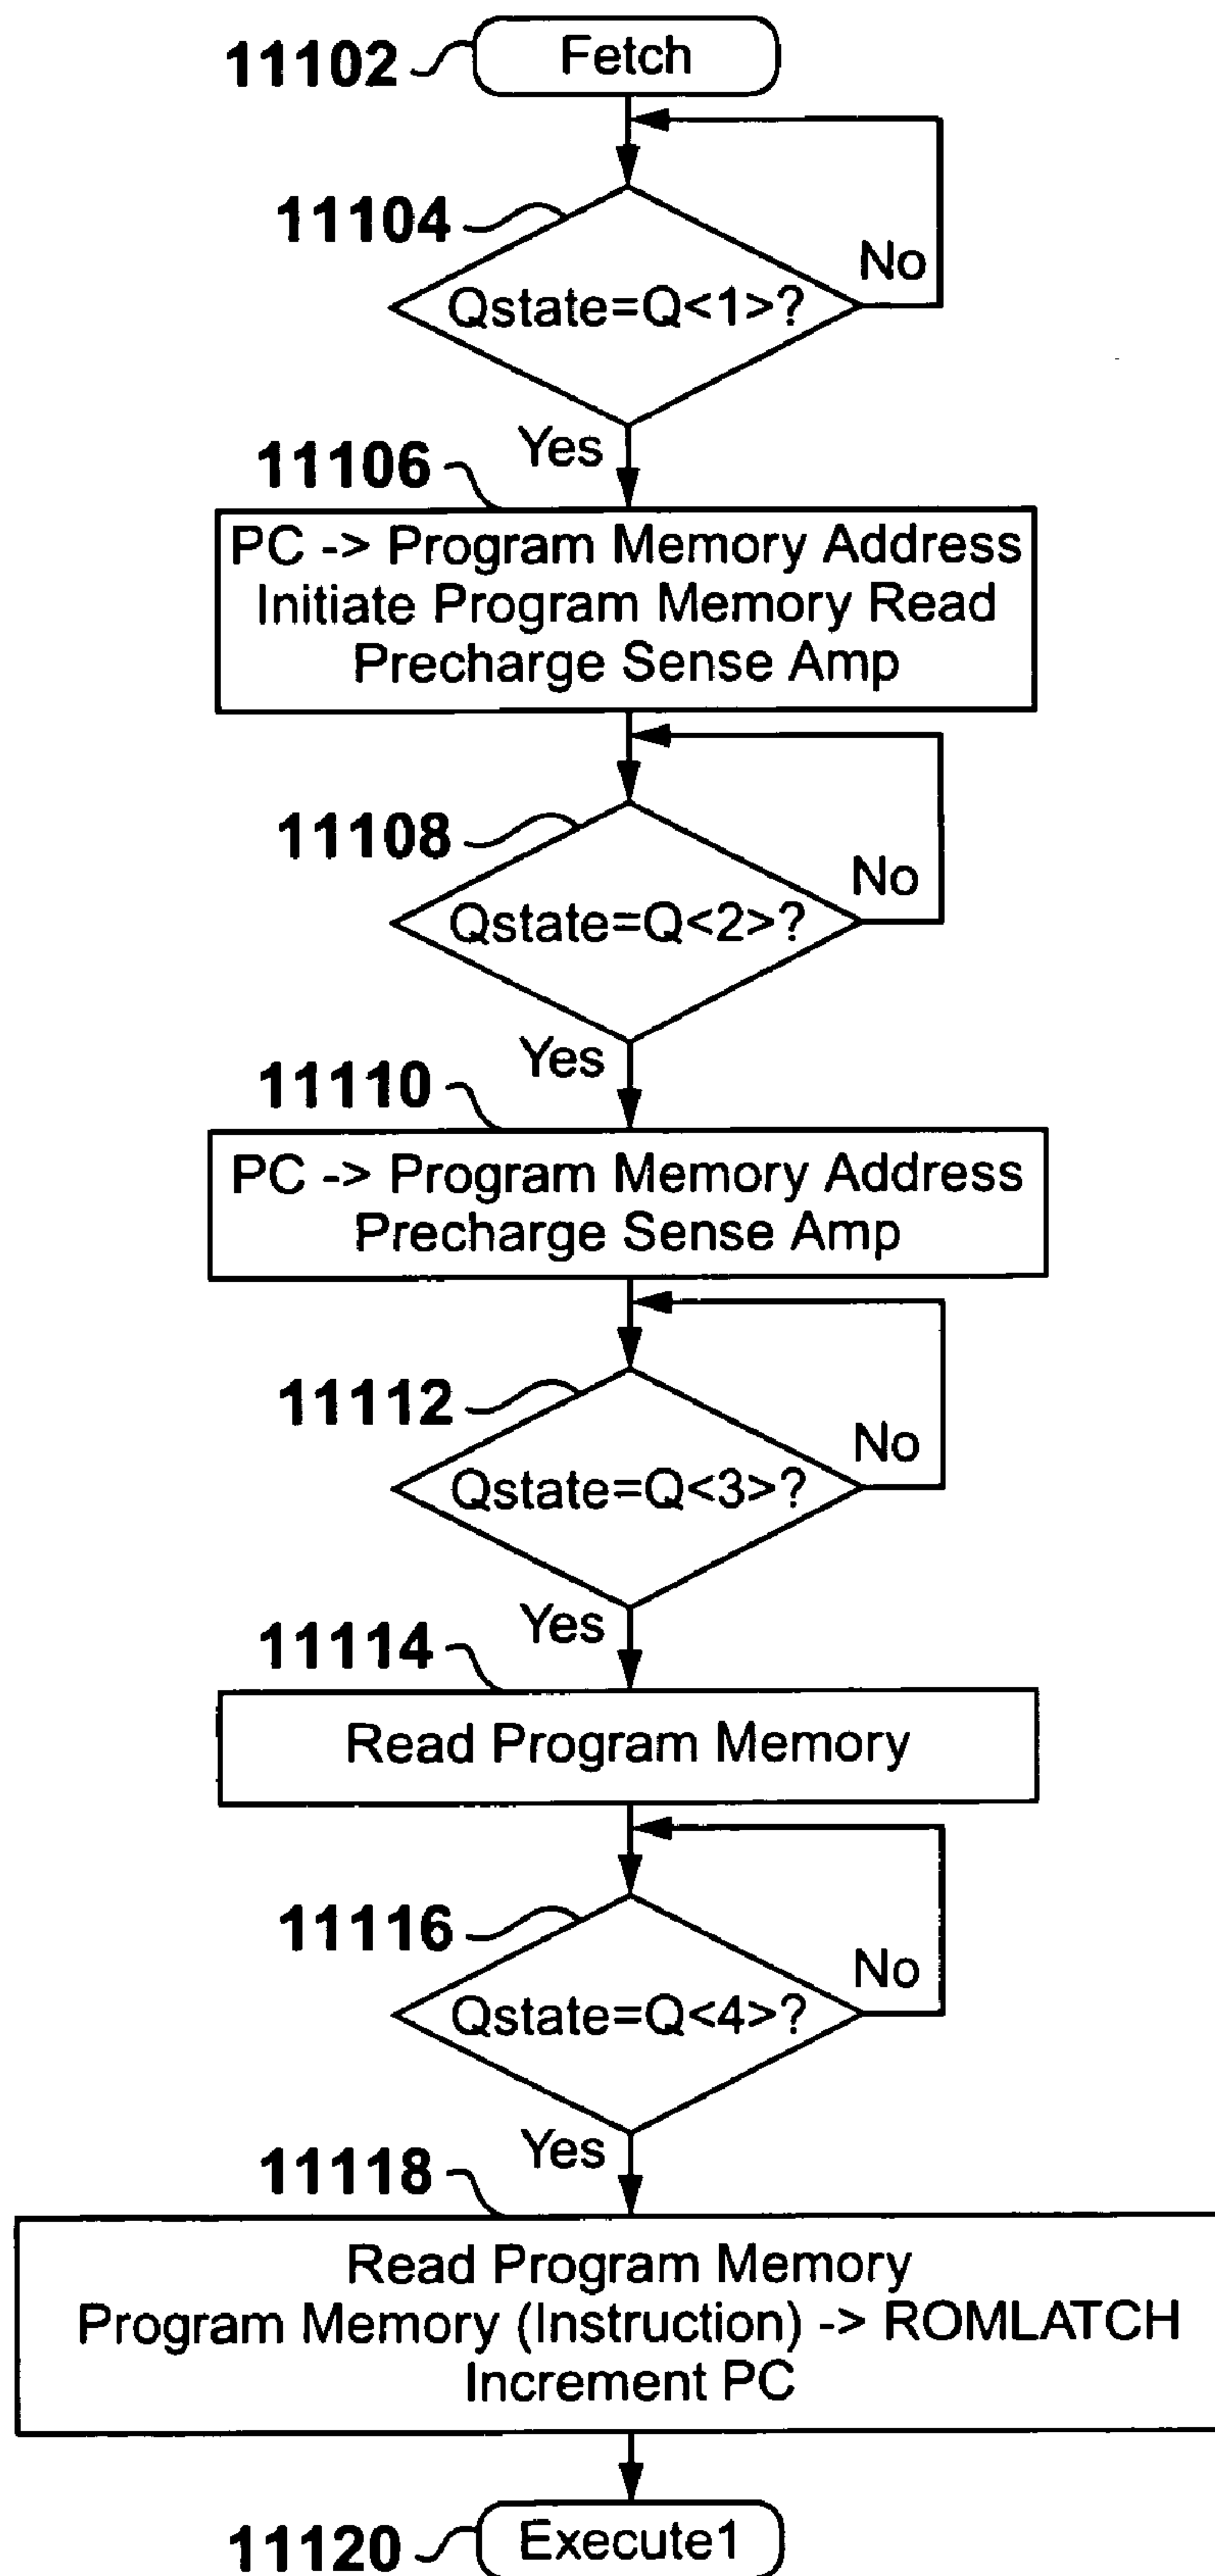 11102
Fetch
11104
No
Qstate=Q<1>?
Yes
11106
PC -> Program Memory Address
Initiate Program Memory Read
Precharge Sense Amp
11108
No
Qstate=Q<2>?
Yes
11110
PC -> Program Memory Address
Precharge Sense Amp
11112
No
Qstate=Q<3>?
Yes
11114
Read Program Memory
11116
No
Qstate=Q<4>?
Yes
11118
Read Program Memory
Program Memory (Instruction) -> ROMLATCH
Increment PC
11120
Execute1